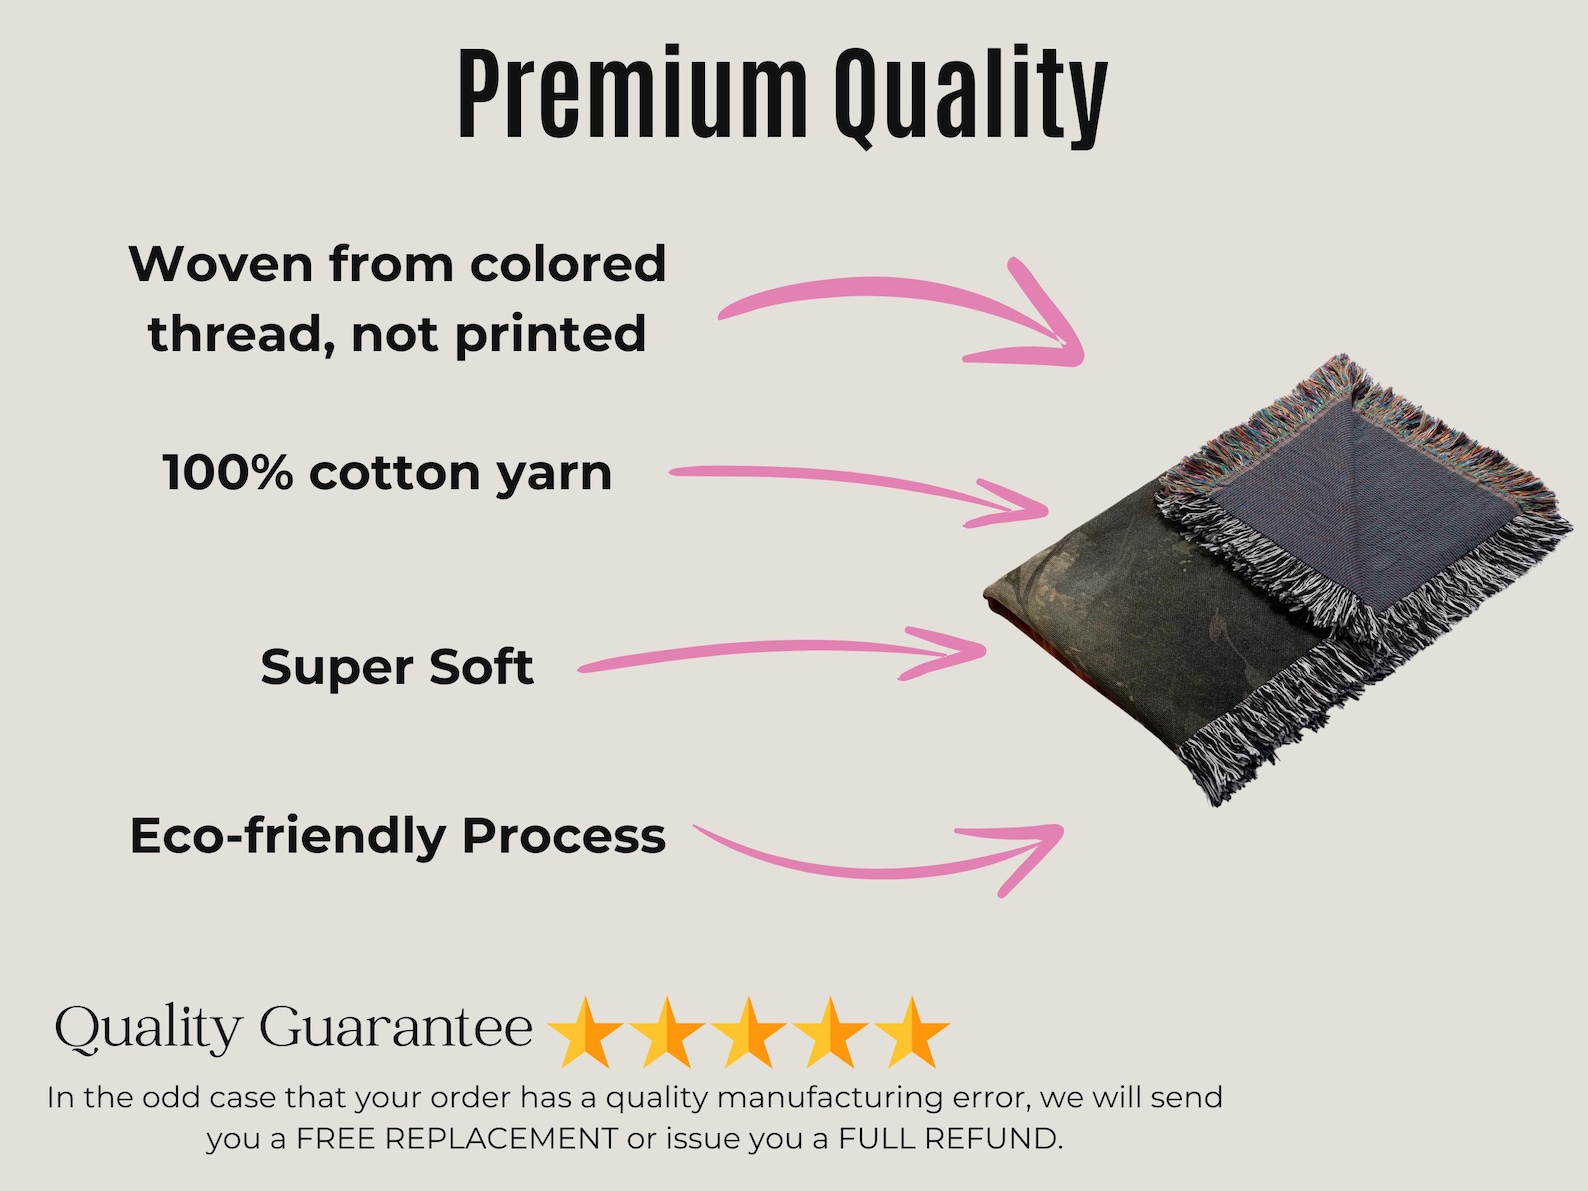 Premium Quality
Woven from colored
thread, not printed
100% cotton yarn
Super Soft
Eco-friendly Process
Quality Guarantee
In the odd case that your order has a quality manufacturing error, we will send
you a FREE REPLACEMENT or issue you a FULL REFUND.